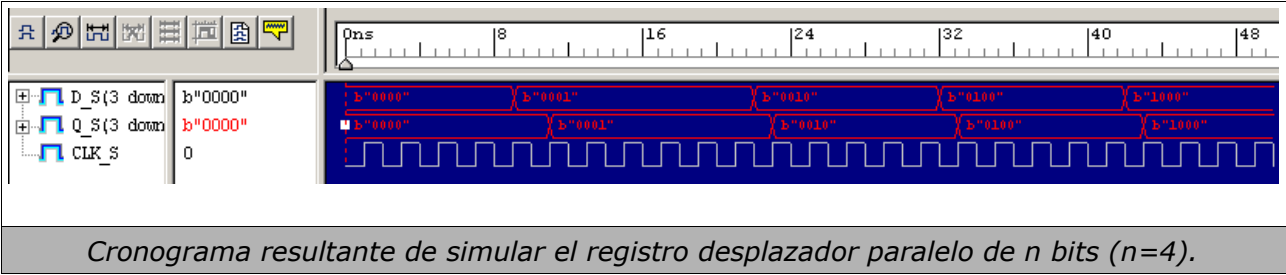 0ns 8 16 24 32 40 48
D_S(3 down b"0000" b"0000" b"0001" b"0010" b"0100" b"1000"
Q_S(3 down b"0000" b"0000" b"0001" b"0010" b"0100" b"1000"
CLK_S 0
Cronograma resultante de simular el registro desplazador paralelo de n bits (n=4).